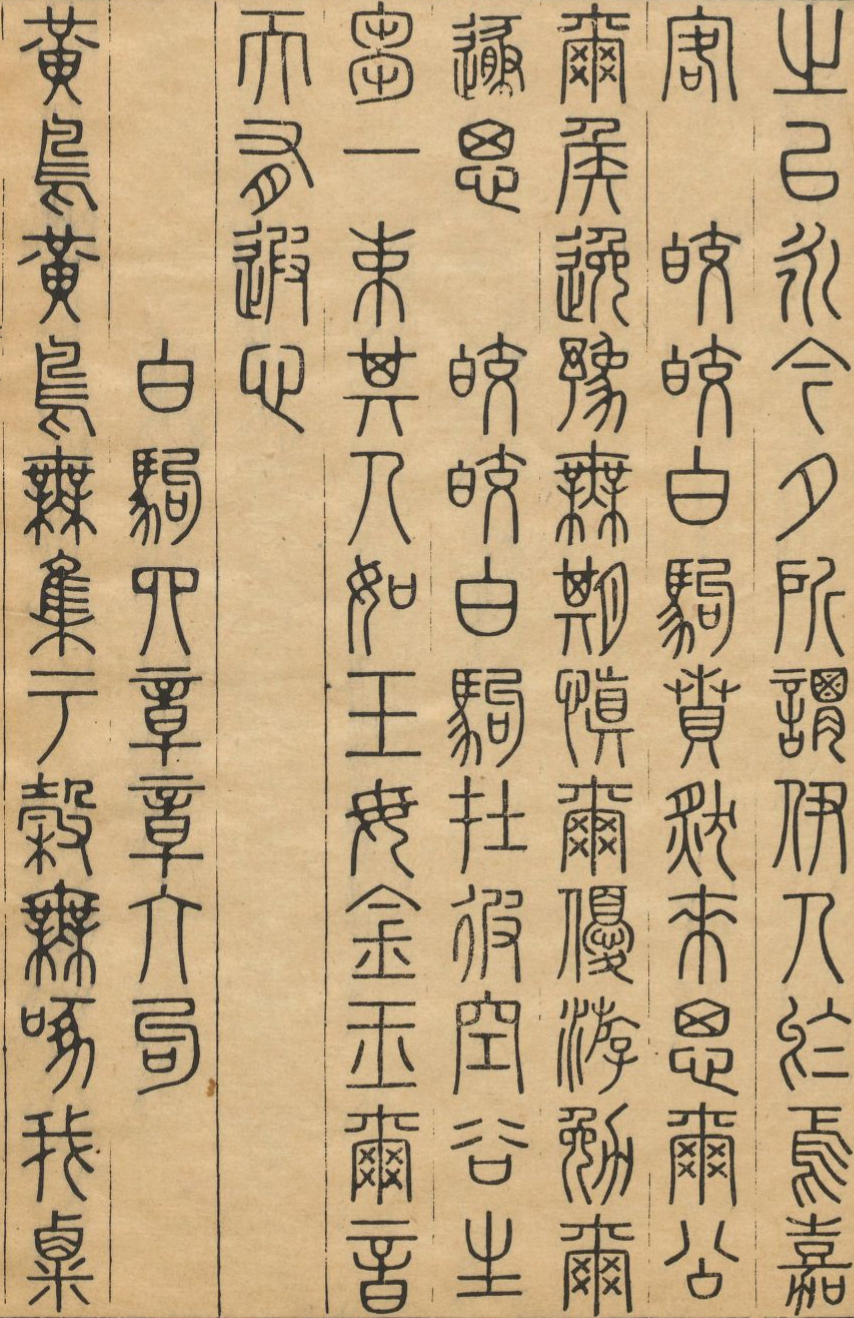 之以永今夕所謂伊人於焉嘉
客 皎皎白駒賁然來思爾公
爾侯逸豫無期慎爾優游勉爾
遯思 皎皎白駒在彼空谷生
芻一束其人如玉毋金玉爾音
而有遐心
白駒四章章六句
黃鳥黃鳥無集于穀無啄我粟